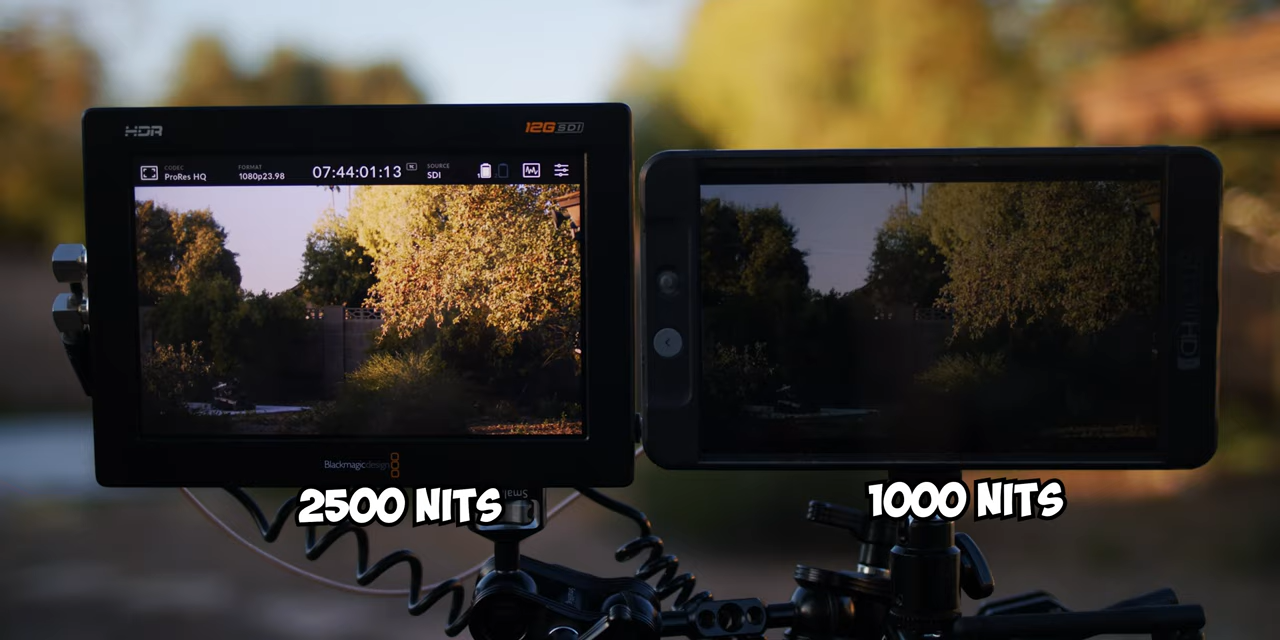 HDR
12G SDI
CODEC
ProRes HQ
FORMAT
1080p23.98
07:44:01:13
SOURCE
SDI
Blackmagicdesign
Smal
2500 NITS
1000 NITS